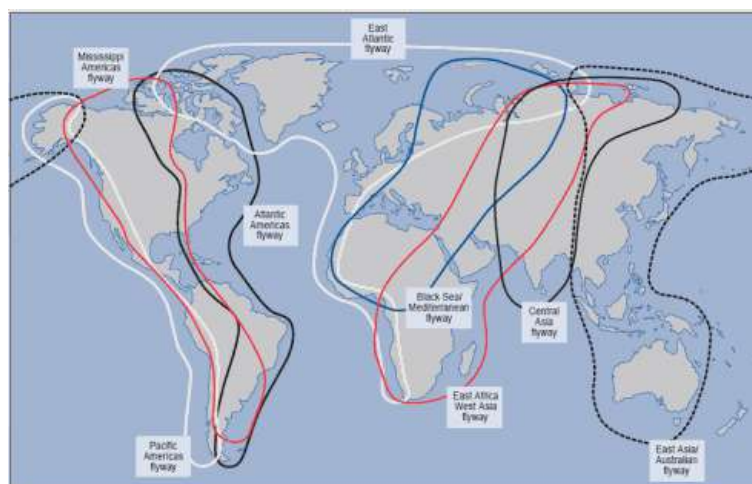 East
Atlantic
flyway
Mississippi
Americas
flyway
Atlantic
Americas
flyway
Black Sea/
Mediterranean
flyway
Central
Asia
flyway
East Africa
West Asia
flyway
Pacific
Americas
flyway
East Asia/
Australian
flyway